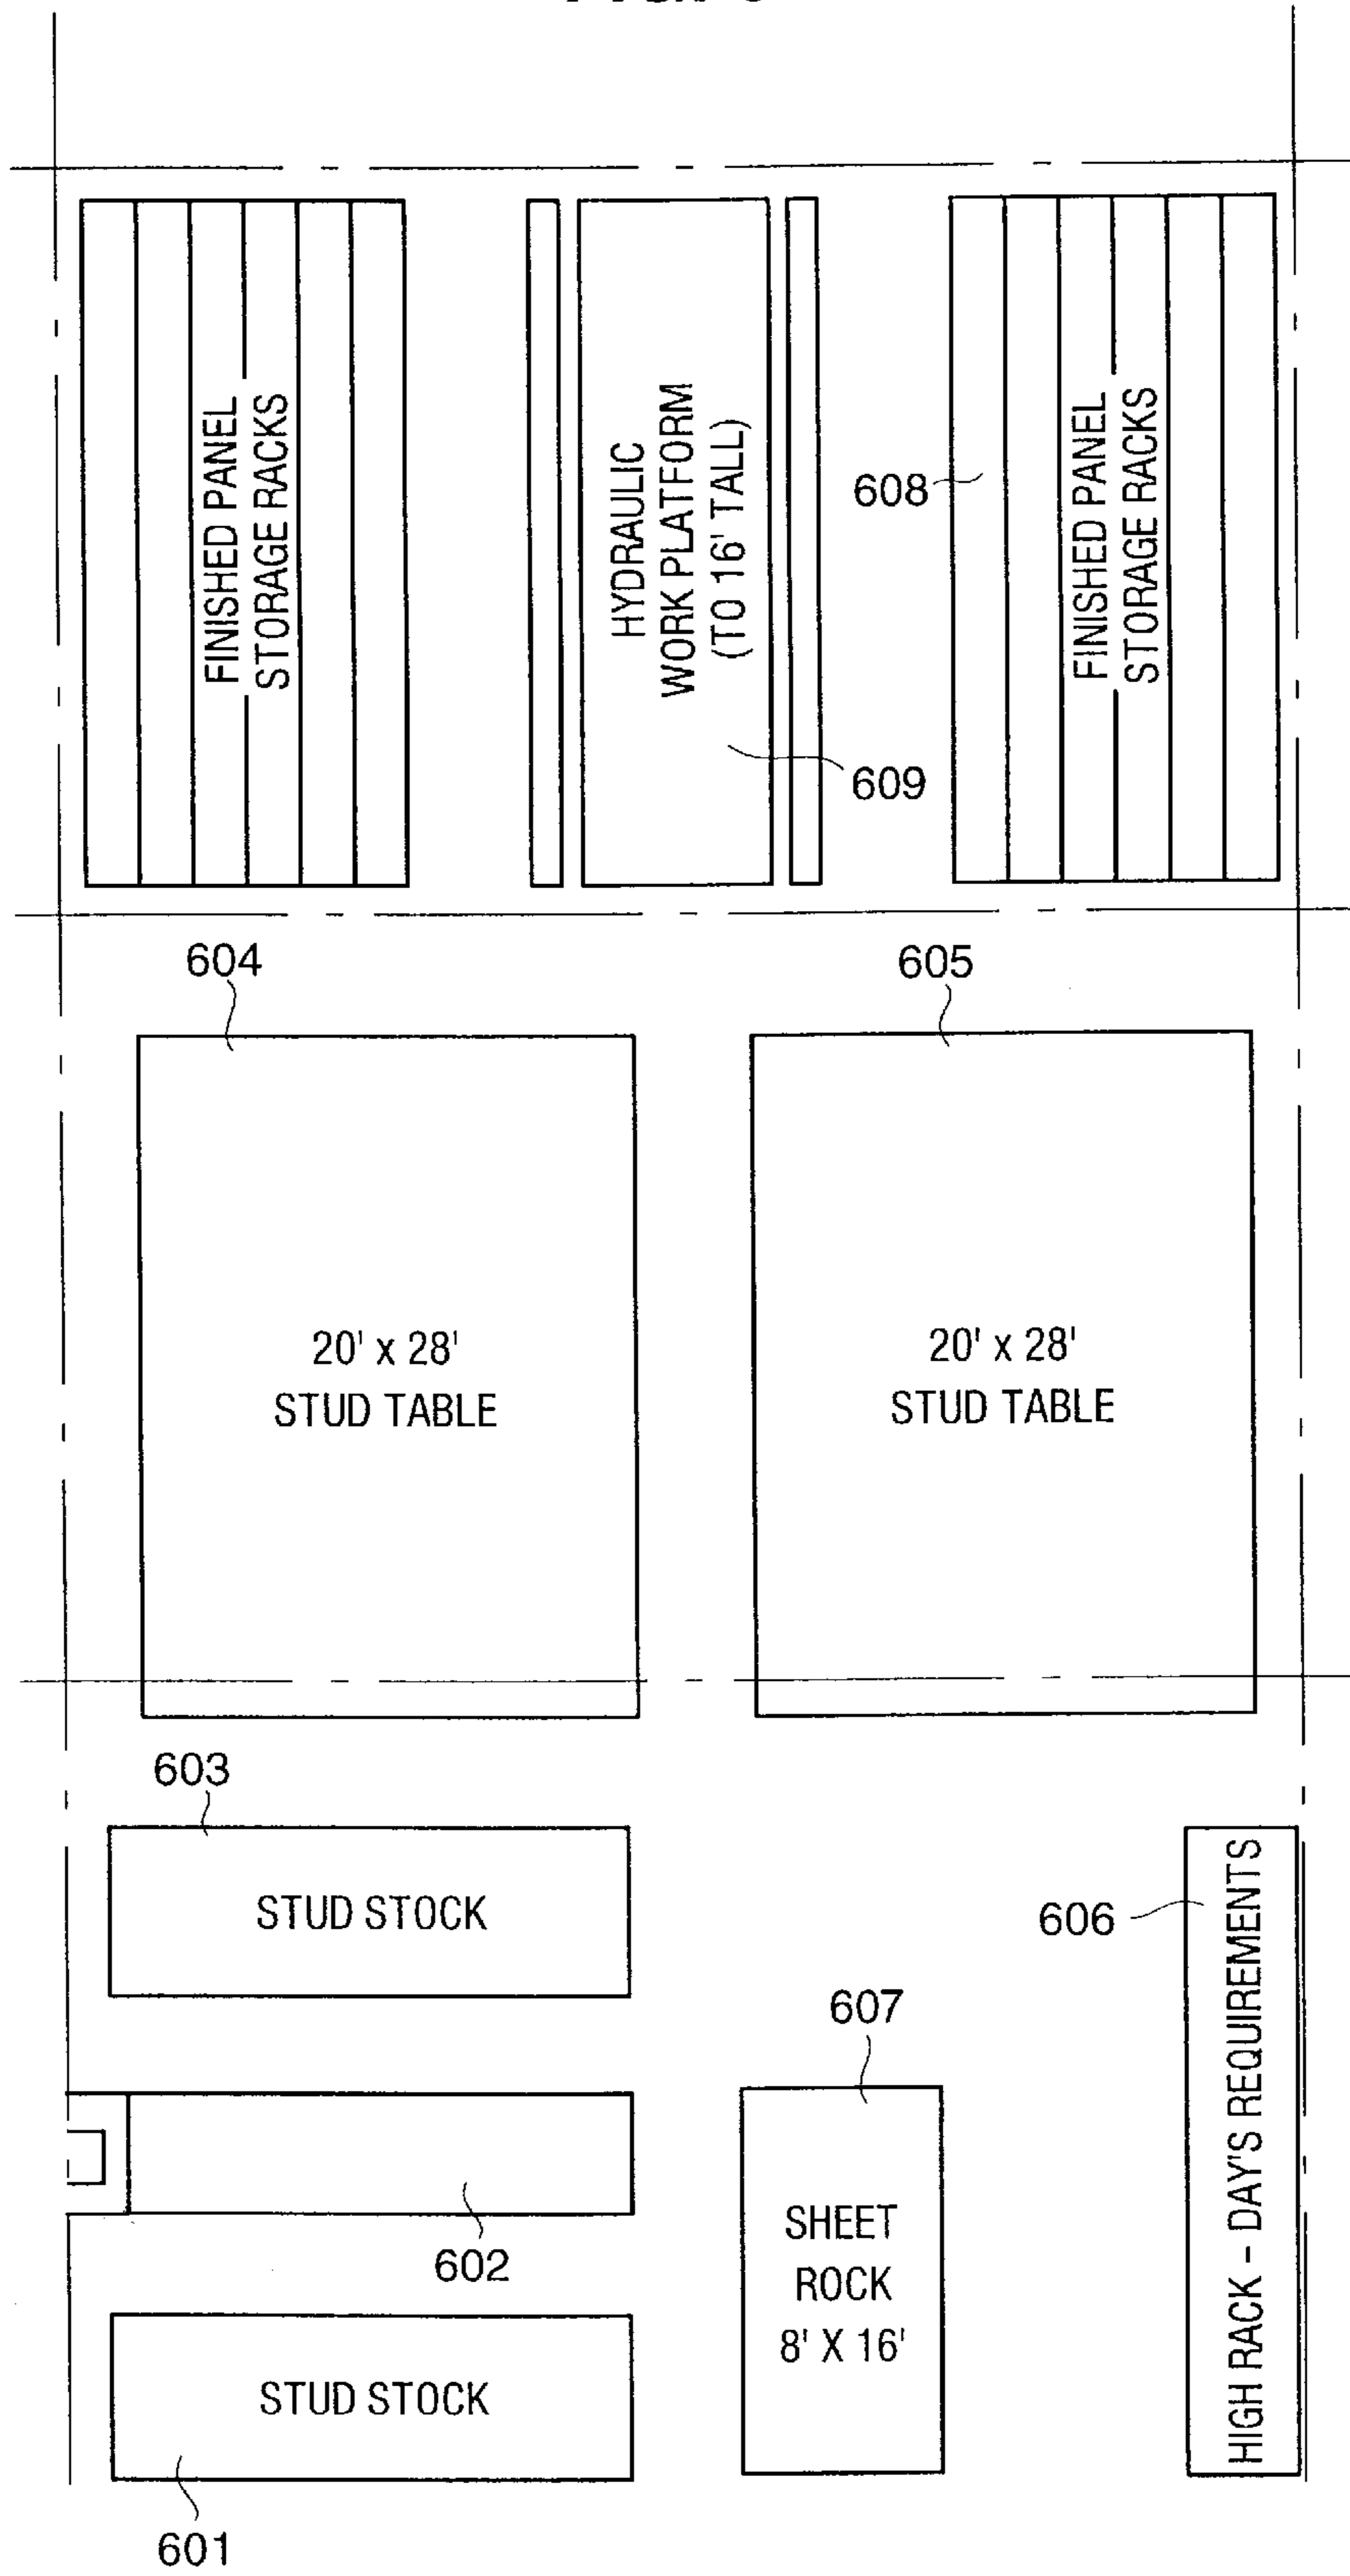 FINISHED PANEL
STORAGE RACKS
HYDRAULIC
WORK PLATFORM
(TO 16' TALL)
608
FINISHED PANEL
STORAGE RACKS
609
604
605
20' x 28'
STUD TABLE
20' x 28'
STUD TABLE
603
STUD STOCK
606
HIGH RACK - DAY'S REQUIREMENTS
607
602
SHEET
ROCK
8' X 16'
STUD STOCK
601